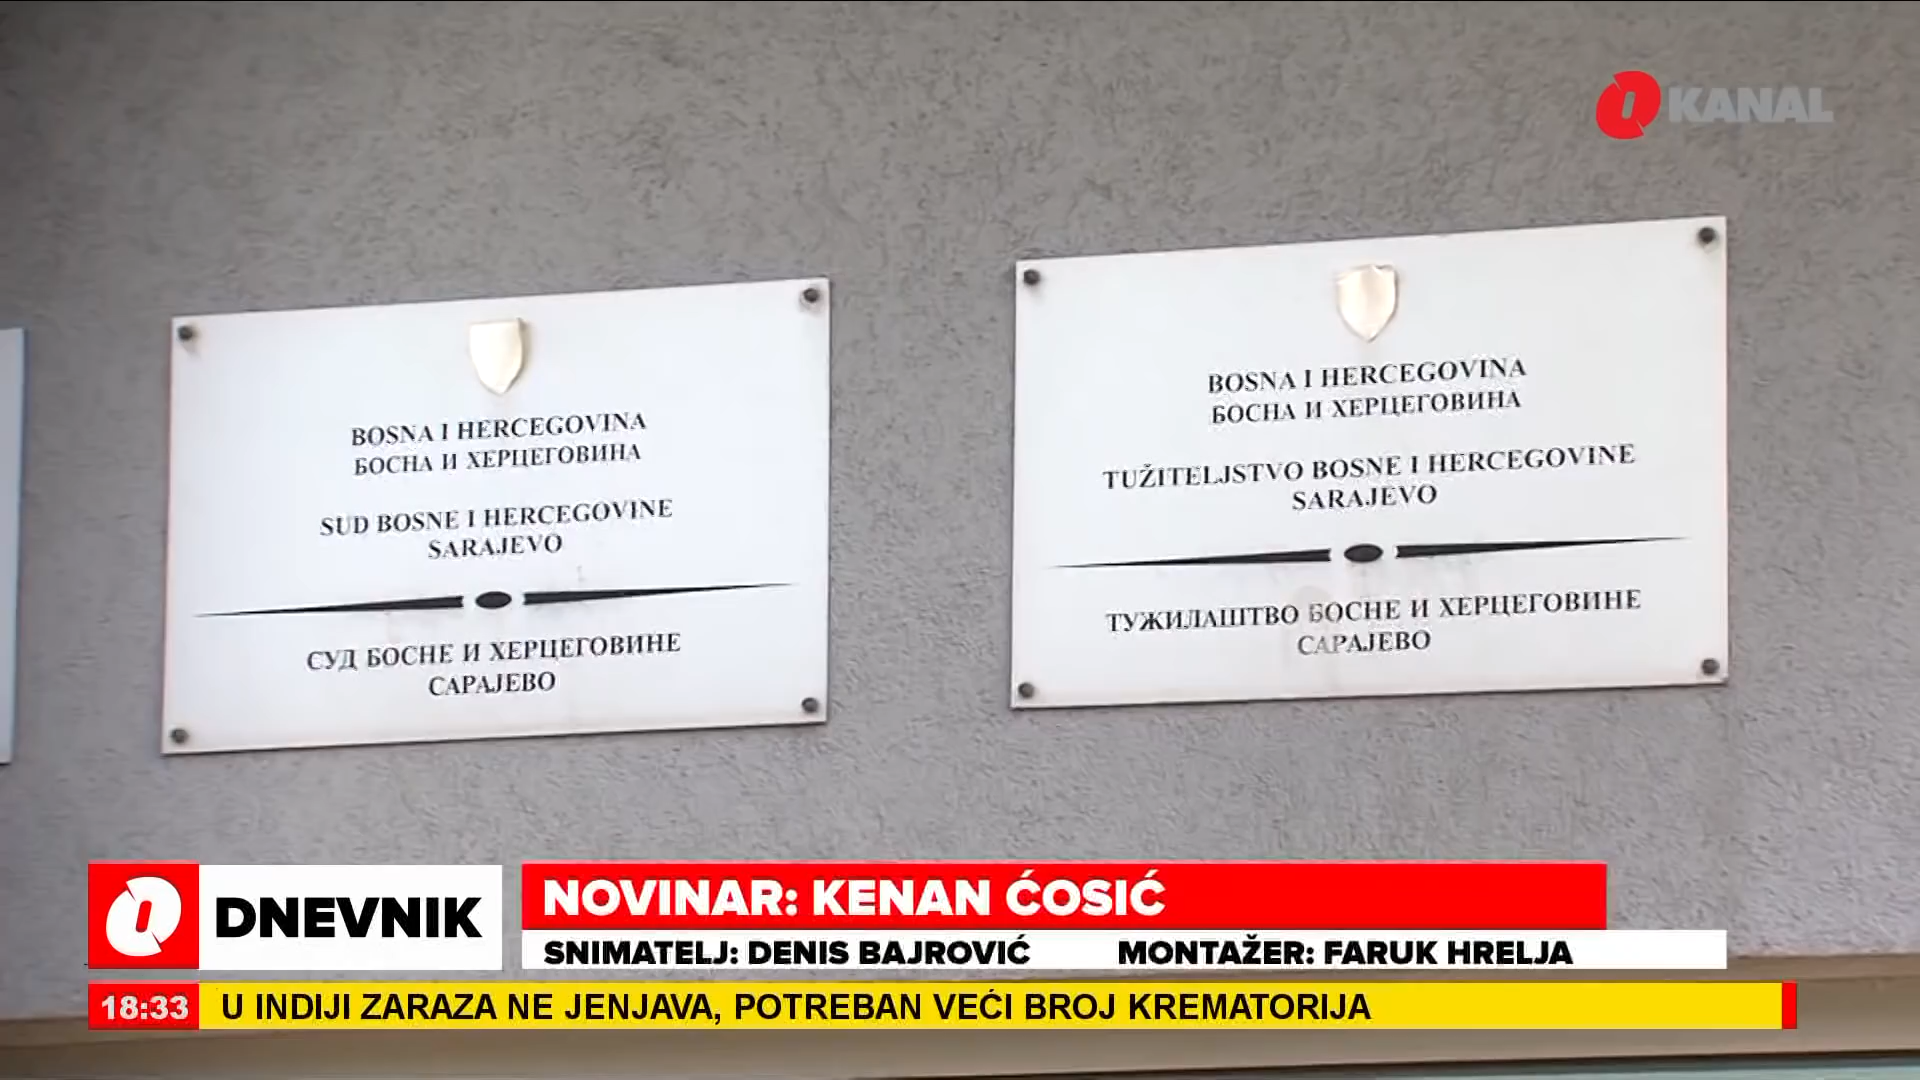 O KANAL
BOSNA I HERCEGOVINA
БОСНА И ХЕРЦЕГОВИНА
SUD BOSNE I HERCEGOVINE
SARAJEVO
СУД БОСНЕ И ХЕРЦЕГОВИНЕ
САРАЈЕВО
BOSNA I HERCEGOVINA
БОСНА И ХЕРЦЕГОВИНА
TUŽITELJSTVO BOSNE I HERCEGOVINE
SARAJEVO
ТУЖИЛАШТВО БОСНЕ И ХЕРЦЕГОВИНЕ
САРАЈЕВО
O DNEVNIK
NOVINAR: KENAN ĆOSIĆ
SNIMATELJ: DENIS BAJROVIĆ MONTAŽER: FARUK HRELJA
18:33 U INDIJI ZARAZA NE JENJAVA, POTREBAN VEĆI BROJ KREMATORIJA